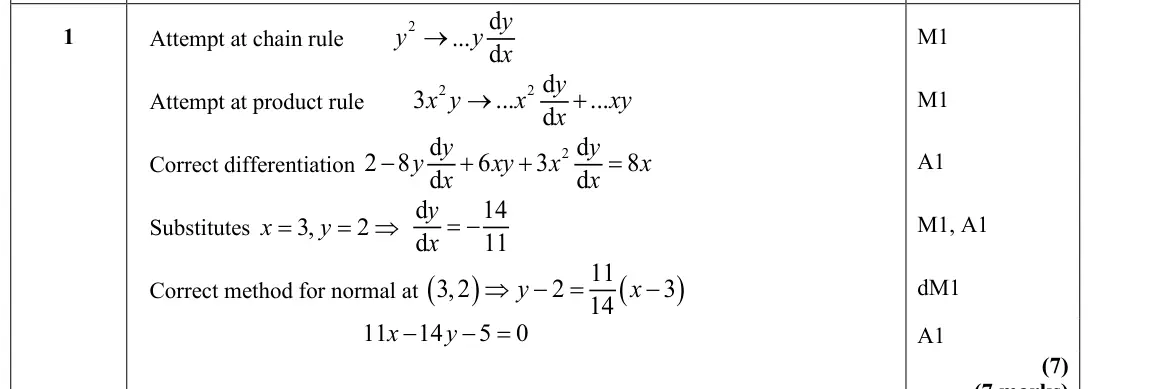 1 Attempt at chain rule y² → ...y dy/dx M1
Attempt at product rule 3x²y → ...x² dy/dx + ...xy M1
Correct differentiation 2 − 8y dy/dx + 6xy + 3x² dy/dx = 8x A1
Substitutes x = 3, y = 2 ⇒ dy/dx = − 14/11 M1, A1
Correct method for normal at (3, 2) ⇒ y − 2 = 11/14 (x − 3) dM1
11x − 14y − 5 = 0 A1
(7)
(7 marks)